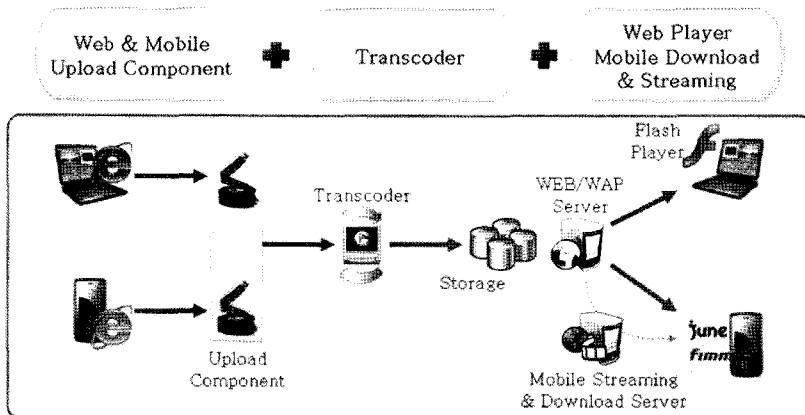 Web & Mobile
Upload Component
Transcoder
Web Player
Mobile Download
& Streaming
Flash
Player
WEB/WAP
Server
Transcoder
Storage
Upload
Component
june
fimm
Mobile Streaming
& Download Server